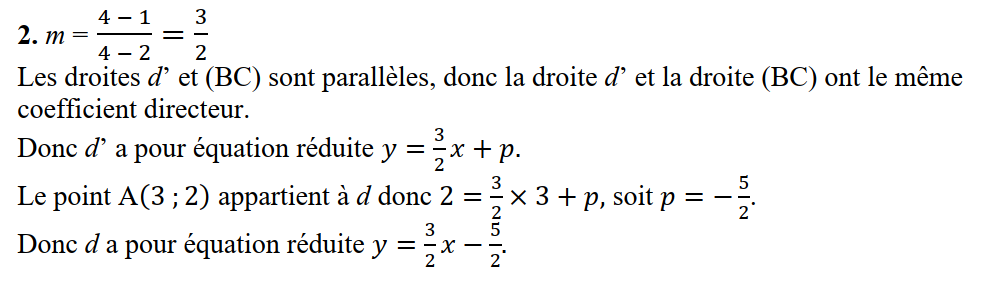 2. m = \frac{4 − 1}{4 − 2} = \frac{3}{2}
Les droites d’ et (BC) sont parallèles, donc la droite d’ et la droite (BC) ont le même
coefficient directeur.
Donc d’ a pour équation réduite y = \frac{3}{2}x + p.
Le point A(3 ; 2) appartient à d donc 2 = \frac{3}{2} × 3 + p, soit p = −\frac{5}{2}.
Donc d a pour équation réduite y = \frac{3}{2}x − \frac{5}{2}.